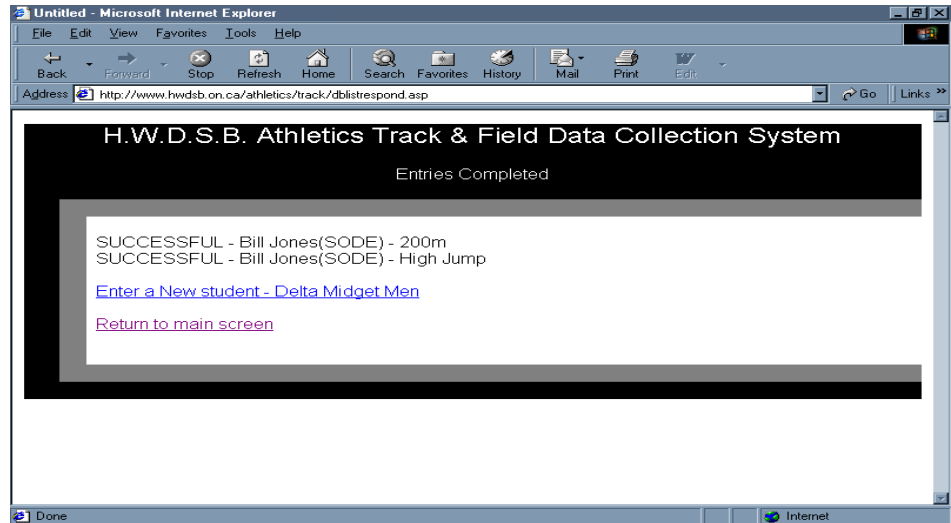 Untitled - Microsoft Internet Explorer
File Edit View Favorites Tools Help
Back Forward Stop Refresh Home Search Favorites History Mail Print Edit
Address http://www.hwdsb.on.ca/athletics/track/dblistrespond.asp Go Links »
H.W.D.S.B. Athletics Track & Field Data Collection System
Entries Completed
SUCCESSFUL - Bill Jones(SODE) - 200m
SUCCESSFUL - Bill Jones(SODE) - High Jump
Enter a New student - Delta Midget Men
Return to main screen
Done Internet